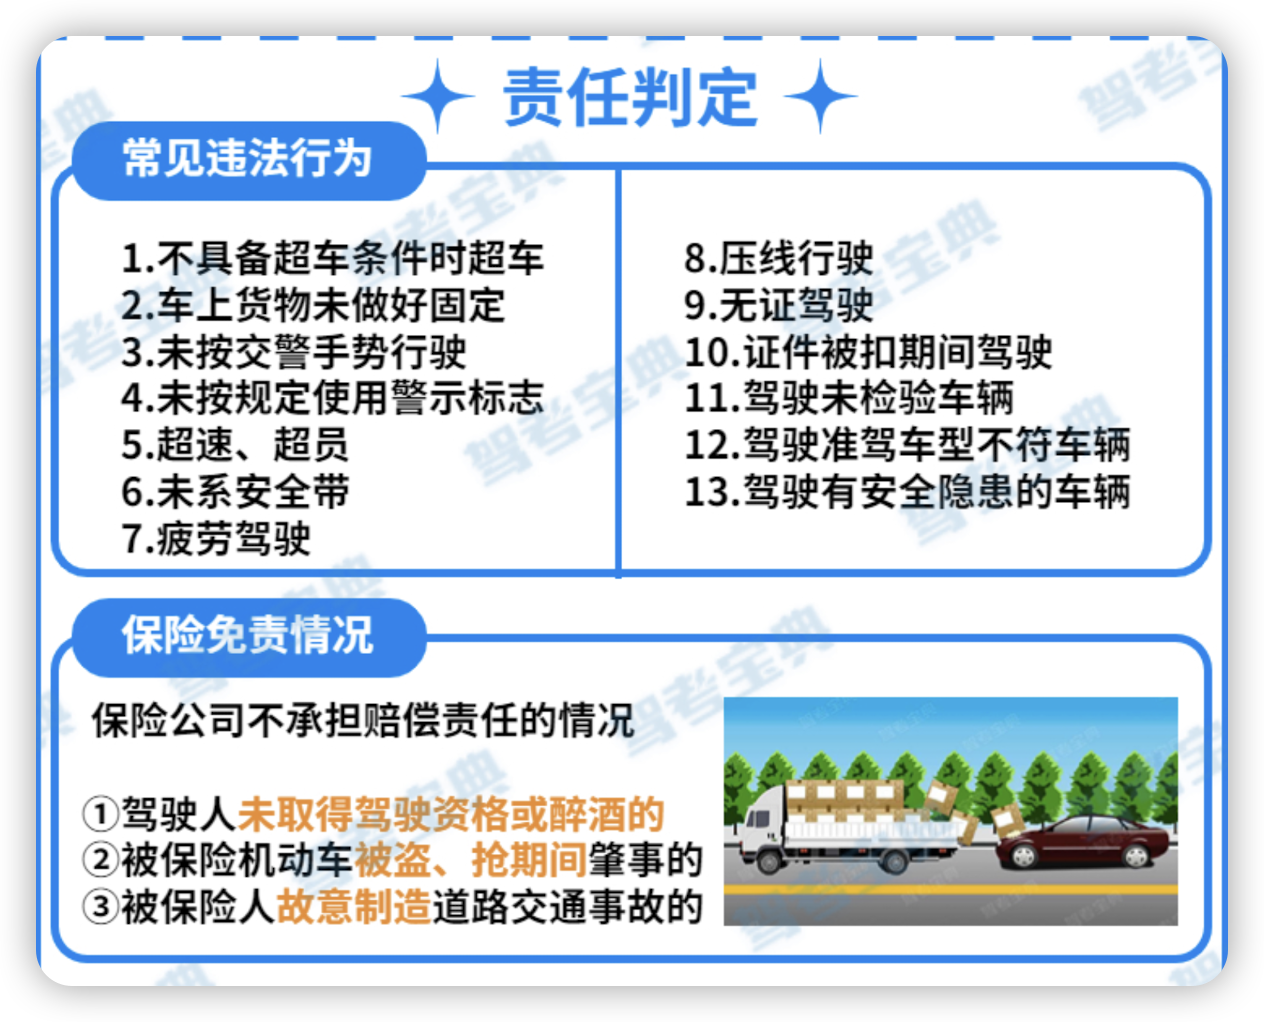 责任判定
常见违法行为
1.不具备超车条件时超车
2.车上货物未做好固定
3.未按交警手势行驶
4.未按规定使用警示标志
5.超速、超员
6.未系安全带
7.疲劳驾驶
8.压线行驶
9.无证驾驶
10.证件被扣期间驾驶
11.驾驶未检验车辆
12.驾驶准驾车型不符车辆
13.驾驶有安全隐患的车辆
保险免责情况
保险公司不承担赔偿责任的情况
①驾驶人未取得驾驶资格或醉酒的
②被保险机动车被盗、抢期间肇事的
③被保险人故意制造道路交通事故的
驾考宝典